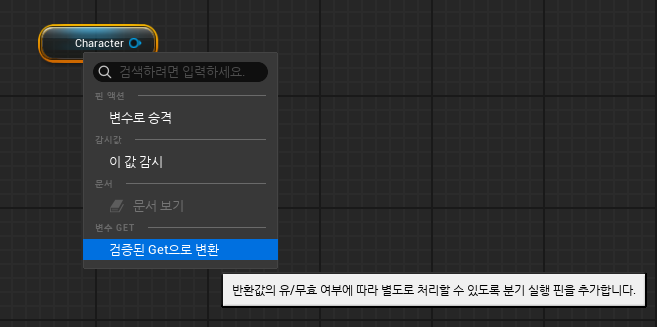 Character
검색하려면 입력하세요.
핀 액션
변수로 승격
감시값
이 값 감시
문서
문서 보기
변수 GET
검증된 Get으로 변환
반환값의 유/무효 여부에 따라 별도로 처리할 수 있도록 분기 실행 핀을 추가합니다.